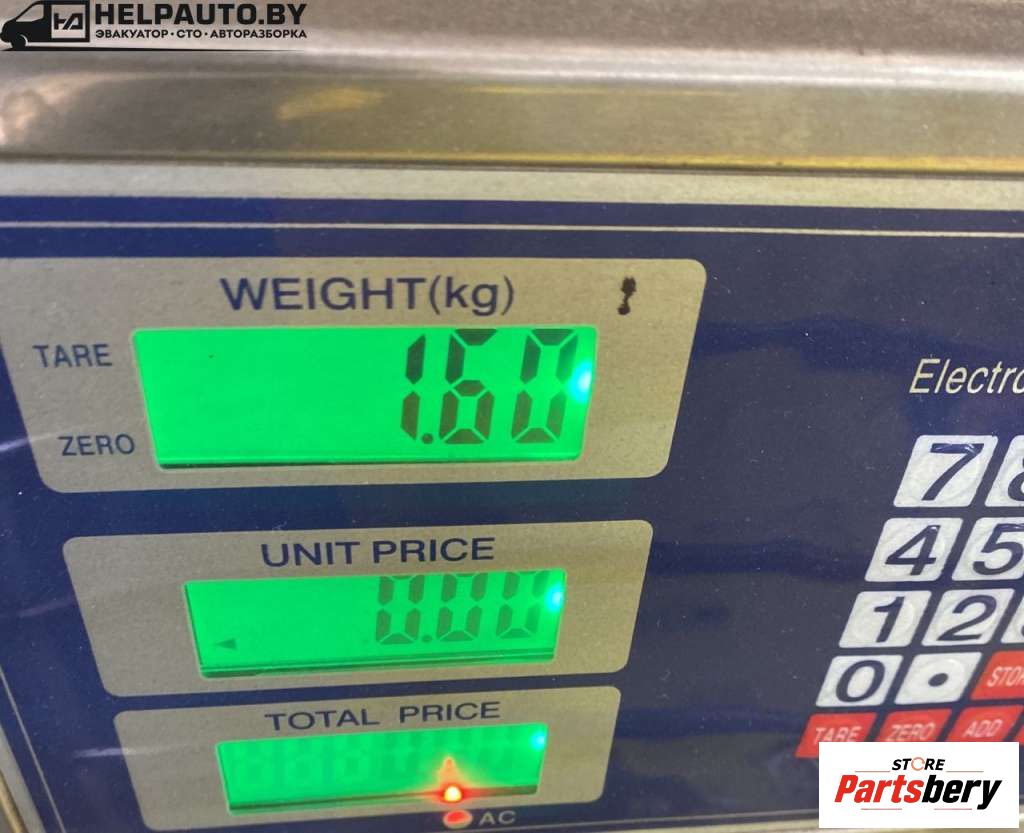 HELPAUTO.BY
ЭВАКУАТОР·СТО·АВТОРАЗБОРКА
WEIGHT(kg)
TARE
1.60
ZERO
Electro
UNIT PRICE
0.00
7 8
4 5
1 2
0 .
TARE ZERO ADD
TOTAL PRICE
AC
STORE
Partsbery